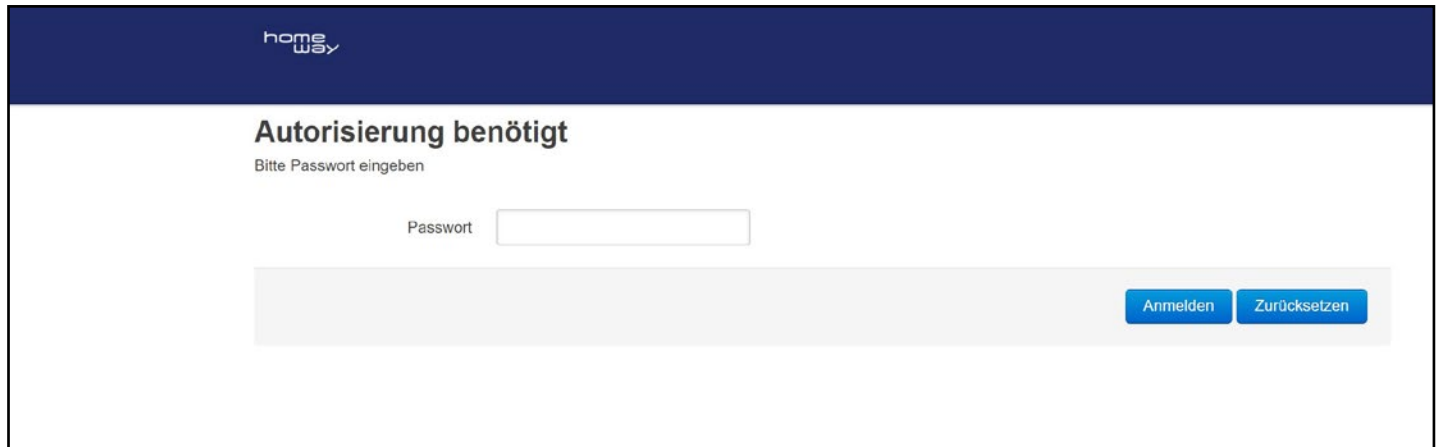 home
way
Autorisierung benötigt
Bitte Passwort eingeben
Passwort
Anmelden Zurücksetzen